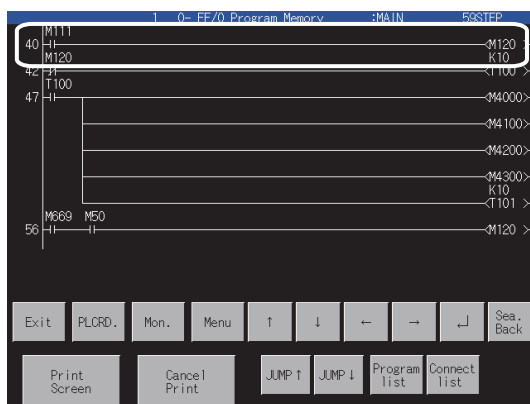 1 0- FF/0 Program Memory :MAIN 59STEP
M111
40 <M120 >
M120 K10
42 <T100 >
T100
47 <M4000>
<M4100>
<M4200>
<M4300>
K10
<T101 >
M669 M50
56 <M120 >
Exit PLCRD. Mon. Menu ↑ ↓ ← → ↵ Sea. Back
Print Screen Cancel Print JUMP↑ JUMP↓ Program list Connect list